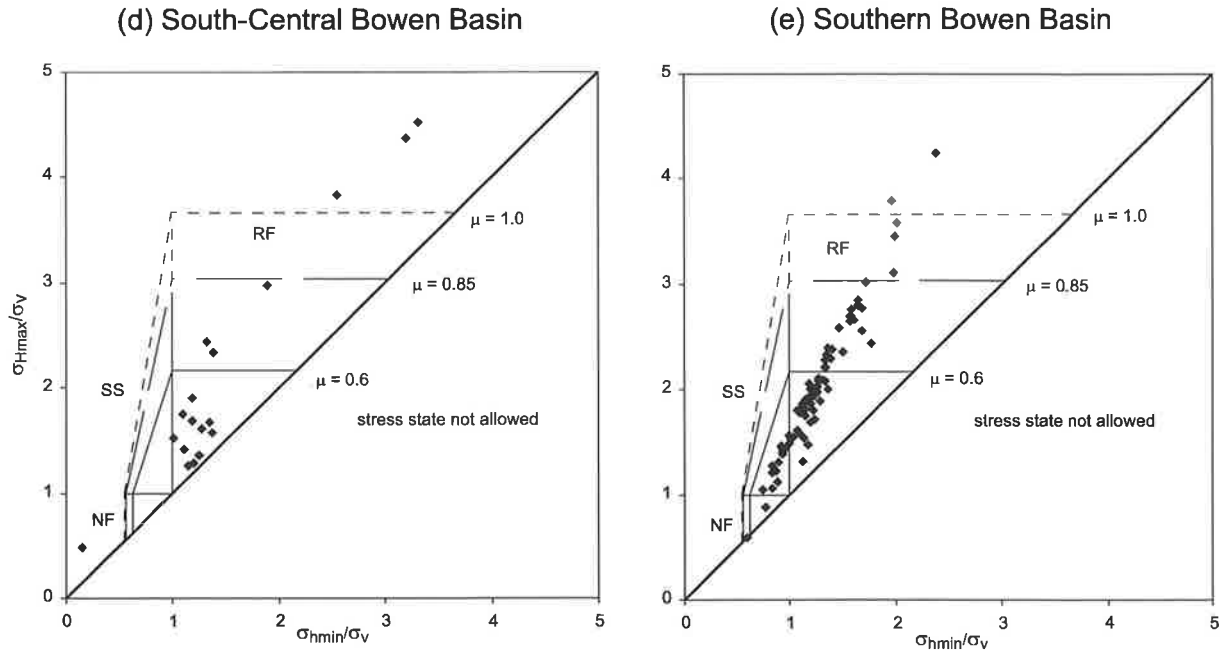 (d) South-Central Bowen Basin
5
4
3
2
1
0
σHmax/σv
RF
SS
NF
μ = 1.0
μ = 0.85
μ = 0.6
stress state not allowed
0 1 2 3 4 5
σhmin/σv
(e) Southern Bowen Basin
5
4
3
2
1
0
RF
SS
NF
μ = 1.0
μ = 0.85
μ = 0.6
stress state not allowed
0 1 2 3 4 5
σhmin/σv